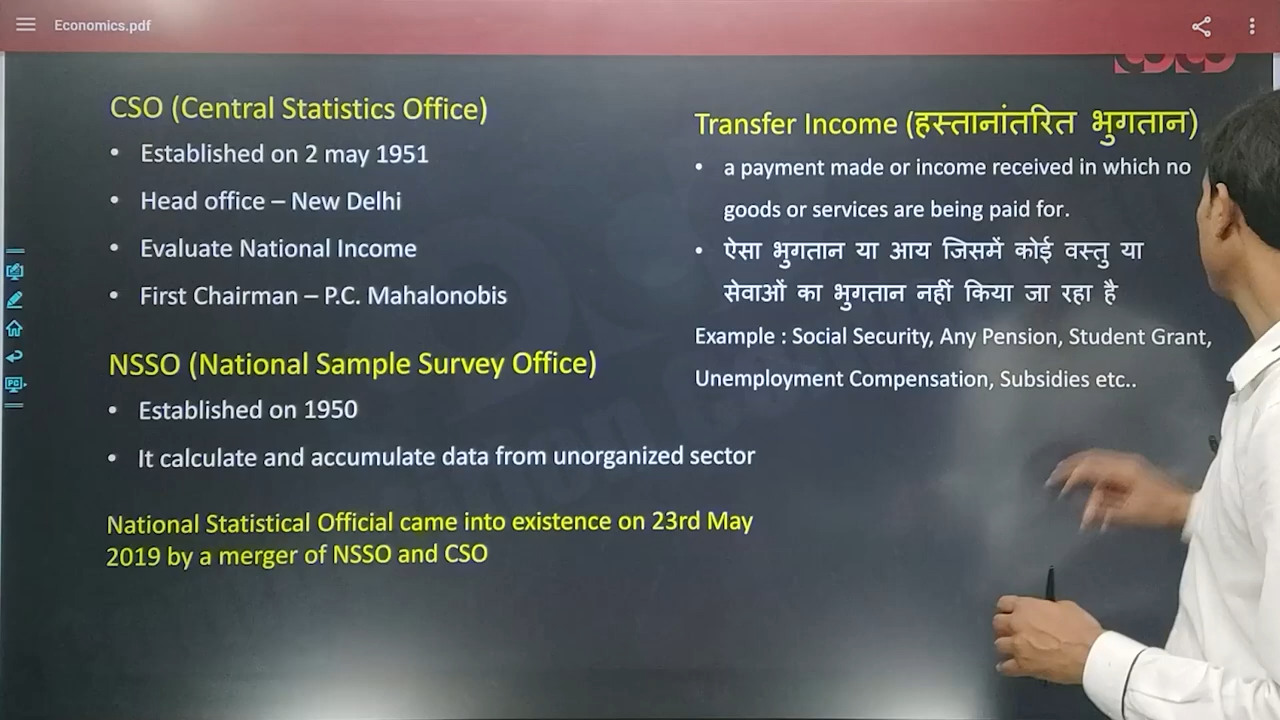 Economics.pdf
CSO (Central Statistics Office)
• Established on 2 may 1951
• Head office – New Delhi
• Evaluate National Income
• First Chairman – P.C. Mahalonobis
NSSO (National Sample Survey Office)
• Established on 1950
• It calculate and accumulate data from unorganized sector
National Statistical Official came into existence on 23rd May
2019 by a merger of NSSO and CSO
Transfer Income (हस्तानांतरित भुगतान)
• a payment made or income received in which no
goods or services are being paid for.
• ऐसा भुगतान या आय जिसमें कोई वस्तु या
सेवाओं का भुगतान नहीं किया जा रहा है
Example : Social Security, Any Pension, Student Grant,
Unemployment Compensation, Subsidies etc..